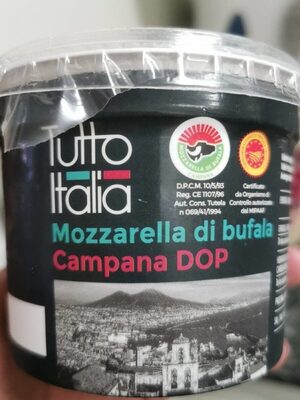 Tutto
Italia
D.P.C.M. 10/5/93
Reg. CE 1107/96
Aut. Cons. Tutela
n 069/41/1994
Certificata
da Organismo di
Controllo autorizzato
dal MIPAAF
Mozzarella di bufala
Campana DOP